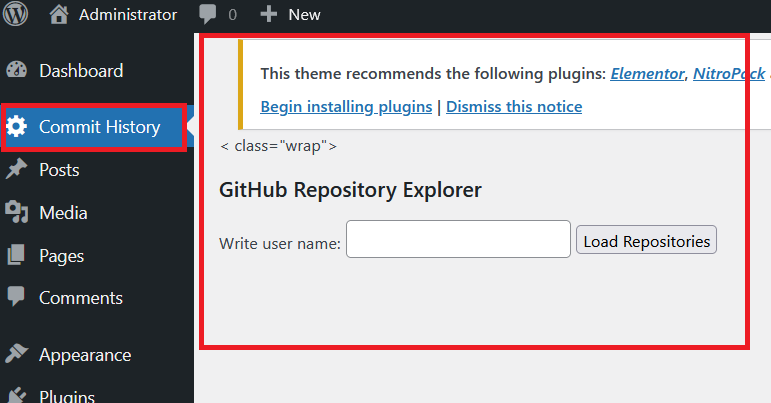 Administrator 0 New
Dashboard
Commit History
Posts
Media
Pages
Comments
Appearance
Plugins
This theme recommends the following plugins: Elementor, NitroPack
Begin installing plugins | Dismiss this notice
< class="wrap">
GitHub Repository Explorer
Write user name: Load Repositories